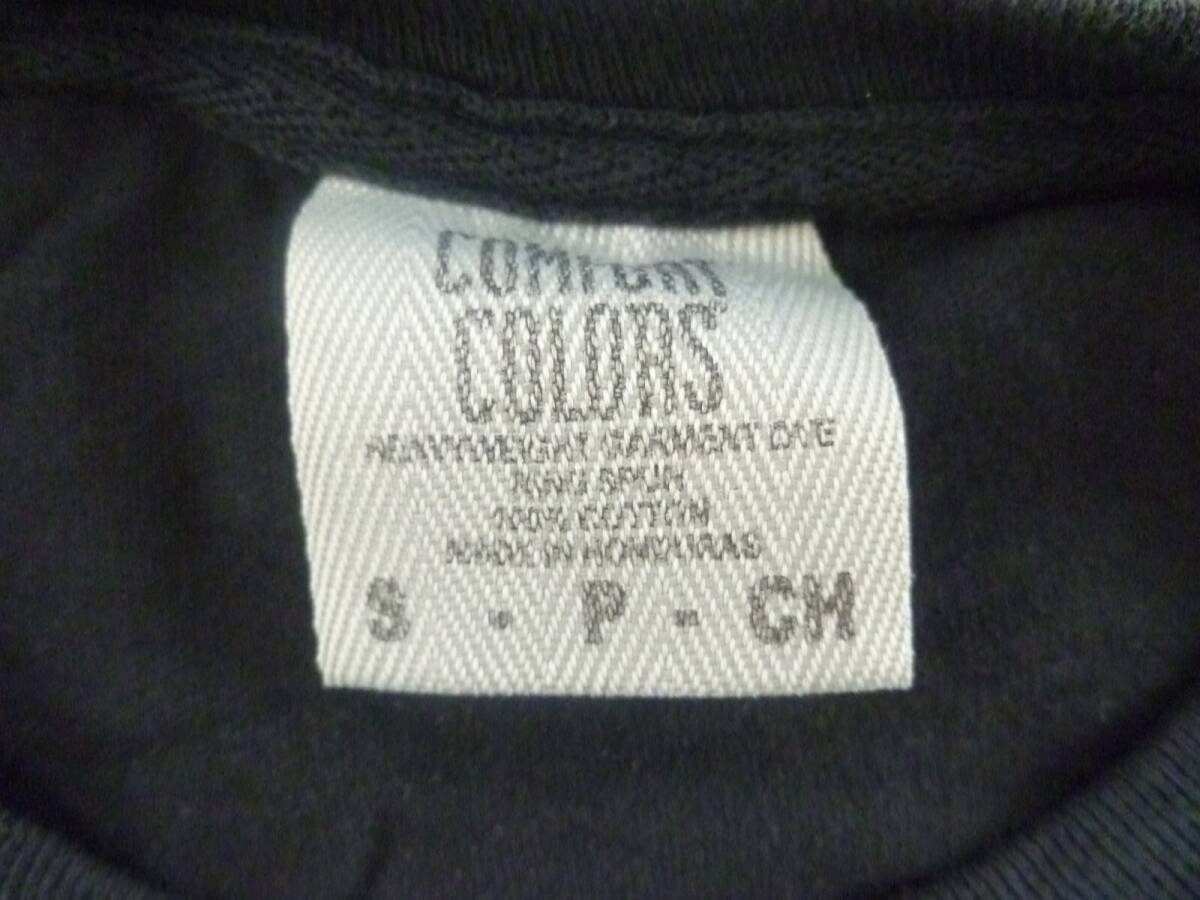 COMFORT
COLORS
HEAVYWEIGHT GARMENT DYE
RING SPUN
100% COTTON
MADE IN HONDURAS
S - P - CH